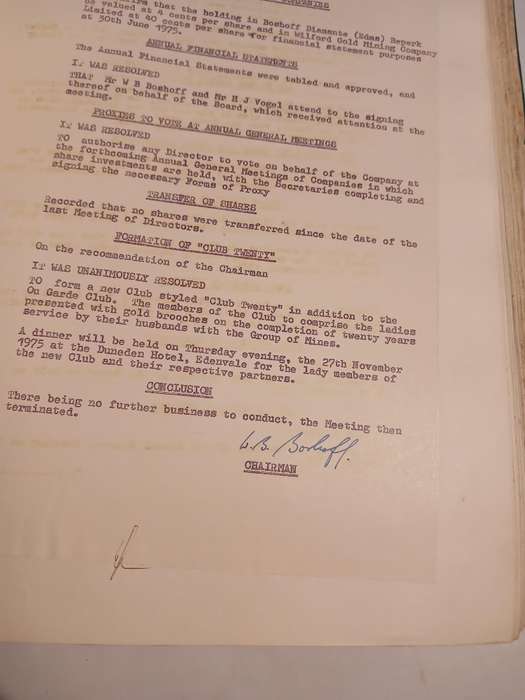 COMPANIES
that the holding in Boshoff Diamante (Edms) Beperk
be valued at 4 cents per share and in Wilford Gold Mining Company
Limited at 40 cents per share for financial statement purposes
at 30th June 1975.
ANNUAL FINANCIAL STATEMENTS
The Annual Financial Statements were tabled and approved, and
IT WAS RESOLVED
THAT Mr W B Boshoff and Mr H J Vogel attend to the signing
thereof on behalf of the Board, which received attention at the
meeting.
PROXIES TO VOTE AT ANNUAL GENERAL MEETINGS
IT WAS RESOLVED
TO authorise any Director to vote on behalf of the Company at
the forthcoming Annual General Meetings of Companies in which
share investments are held, with the Secretaries completing and
signing the necessary Forms of Proxy
TRANSFER OF SHARES
Recorded that no shares were transferred since the date of the
last Meeting of Directors.
FORMATION OF "CLUB TWENTY"
On the recommendation of the Chairman
IT WAS UNANIMOUSLY RESOLVED
TO form a new Club styled "Club Twenty" in addition to the
On Garde Club. The members of the Club to comprise the ladies
presented with gold brooches on the completion of twenty years
service by their husbands with the Group of Mines.
A dinner will be held on Thursday evening, the 27th November
1975 at the Duneden Hotel, Edenvale for the lady members of
the new Club and their respective partners.
CONCLUSION
There being no further business to conduct, the Meeting then
terminated.
W.B. Boshoff.
CHAIRMAN